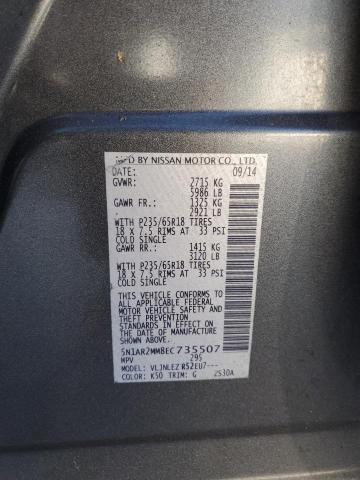 D BY NISSAN MOTOR CO., LTD.
DATE: 09/14
GVWR: 2715 KG
5986 LB
GAWR FR.: 1325 KG
2921 LB
WITH P235/65R18 TIRES
18 X 7.5 RIMS AT 33 PSI
COLD SINGLE
GAWR RR.: 1415 KG
3120 LB
WITH P235/65R18 TIRES
18 X 7.5 RIMS AT 33 PSI
COLD SINGLE
THIS VEHICLE CONFORMS TO
ALL APPLICABLE FEDERAL
MOTOR VEHICLE SAFETY
STANDARDS IN EFFECT ON
THE DATE OF MANUFACTURE
SHOWN ABOVE.
5N1AR2MM8EC735507
MPV 295
MODEL: VLJNLEZ R52EU7---
COLOR: K50 TRIM: G 2530A